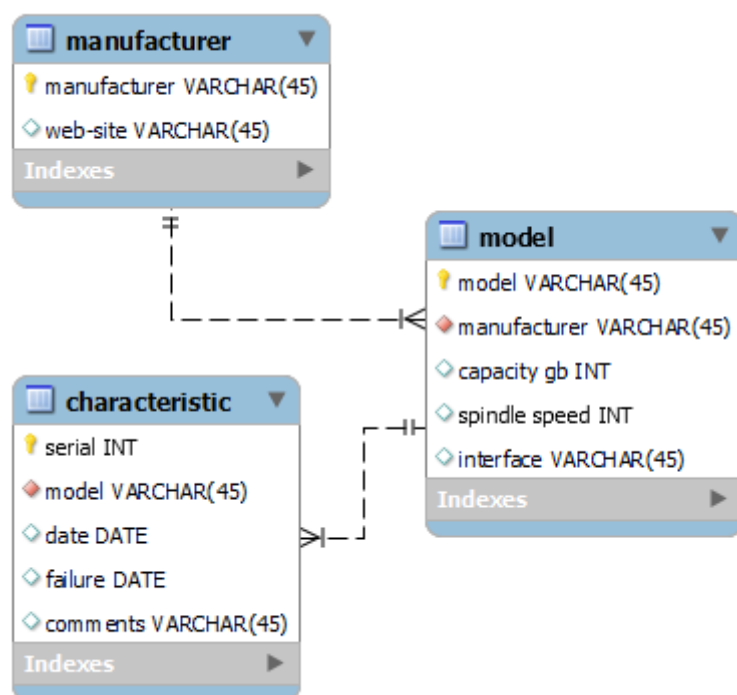 manufacturer
manufacturer VARCHAR(45)
web-site VARCHAR(45)
Indexes
model
model VARCHAR(45)
manufacturer VARCHAR(45)
capacity gb INT
spindle speed INT
interface VARCHAR(45)
Indexes
characteristic
serial INT
model VARCHAR(45)
date DATE
failure DATE
comments VARCHAR(45)
Indexes